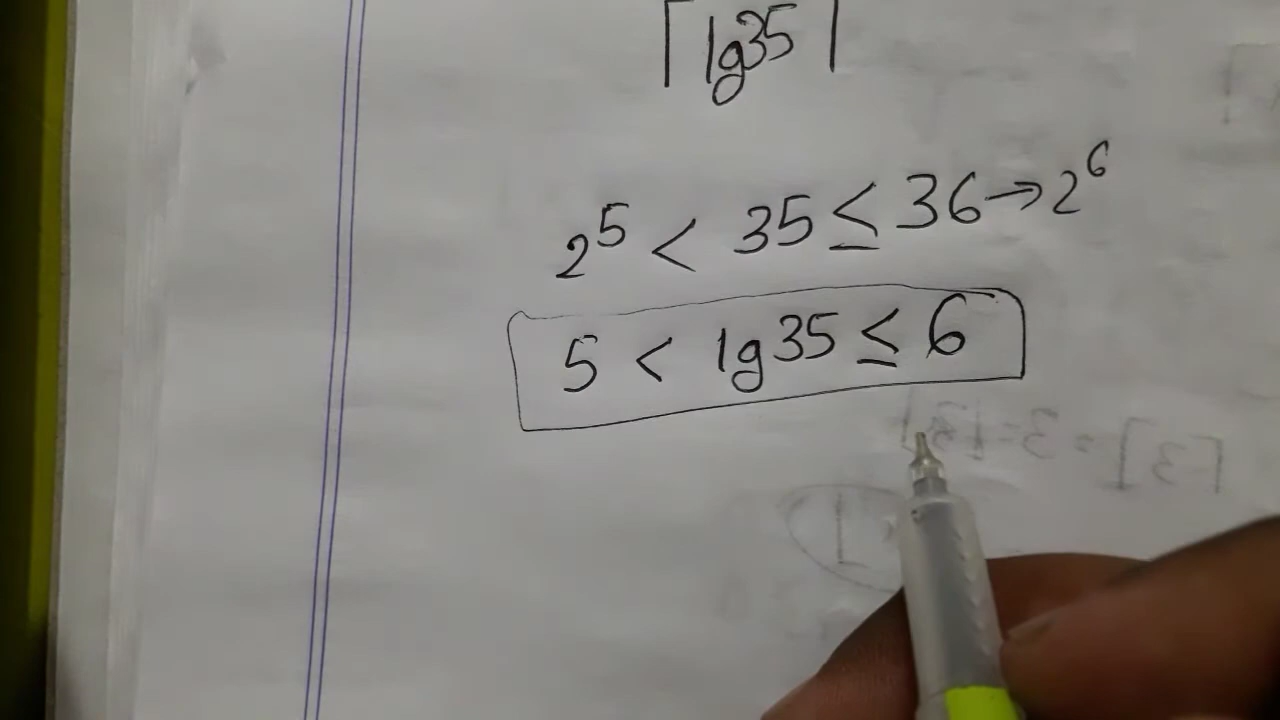 ⌈lg35⌉
2⁵ < 35 ≤ 36 → 2⁶
5 < lg35 ≤ 6